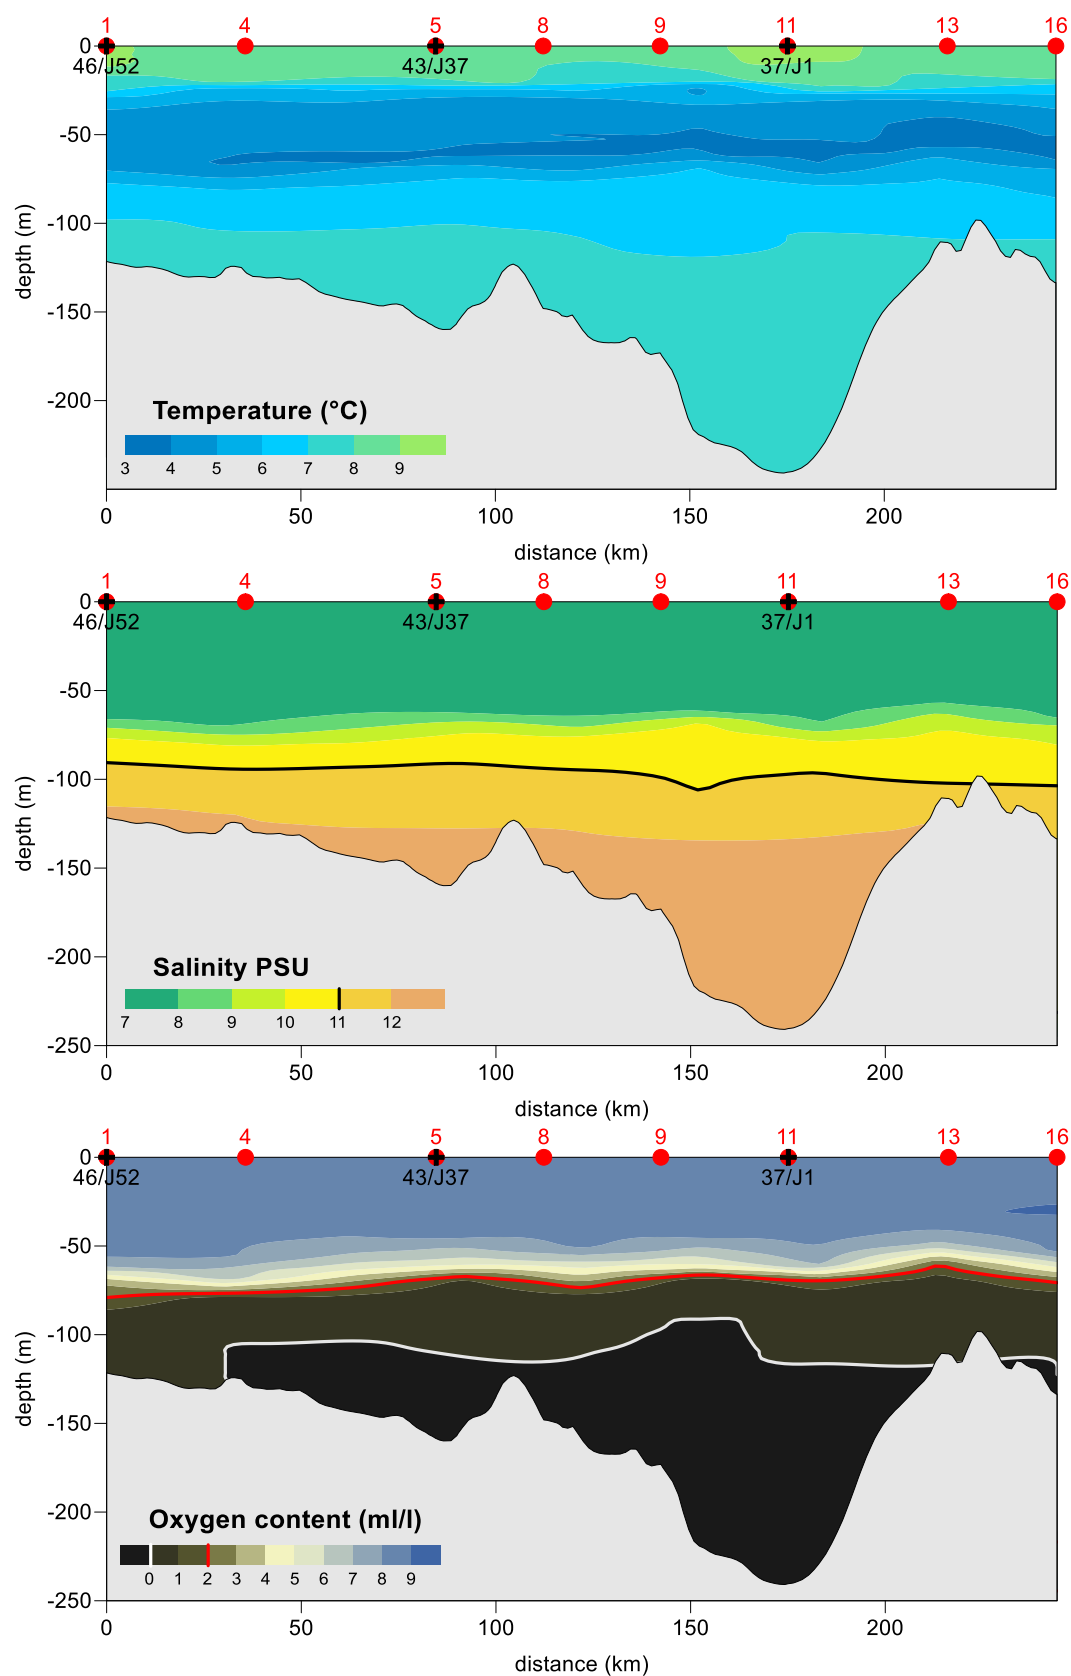 1 4 5 8 9 11 13 16
0
46/J52 43/J37 37/J1
-50
-100
depth (m)
-150
-200
Temperature (°C)
3 4 5 6 7 8 9
0 50 100 150 200
distance (km)
1 4 5 8 9 11 13 16
0
46/J52 43/J37 37/J1
-50
-100
depth (m)
-150
-200
Salinity PSU
7 8 9 10 11 12
-250
0 50 100 150 200
distance (km)
1 4 5 8 9 11 13 16
0
46/J52 43/J37 37/J1
-50
-100
depth (m)
-150
-200
Oxygen content (ml/l)
0 1 2 3 4 5 6 7 8 9
-250
0 50 100 150 200
distance (km)